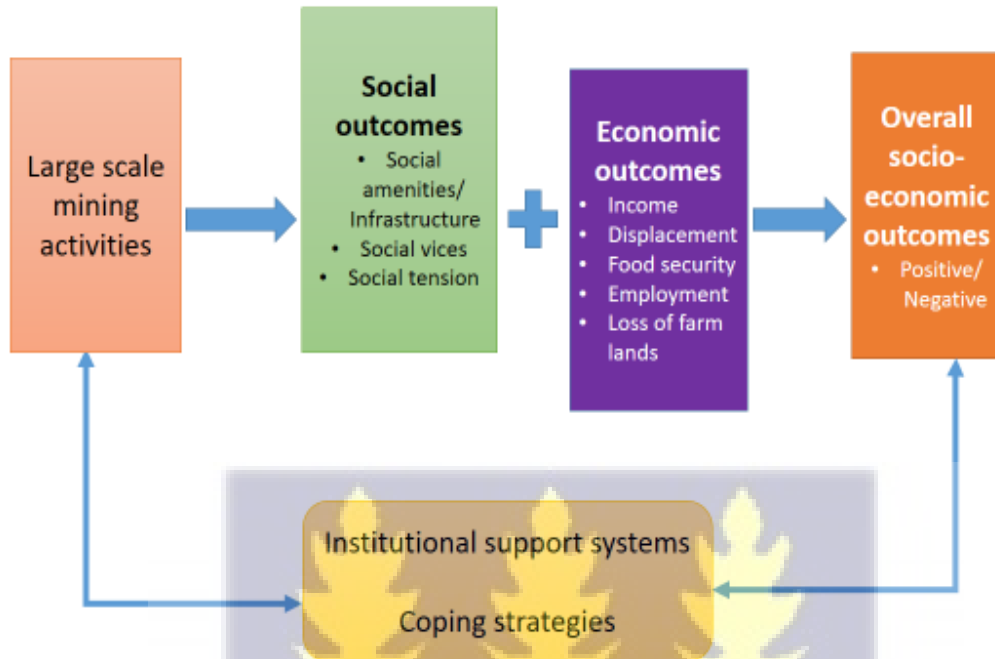 Large scale
mining
activities
Social
outcomes
• Social
amenities/
Infrastructure
• Social vices
• Social tension
Economic
outcomes
• Income
• Displacement
• Food security
• Employment
• Loss of farm
lands
Overall
socio-
economic
outcomes
• Positive/
Negative
Institutional support systems
Coping strategies